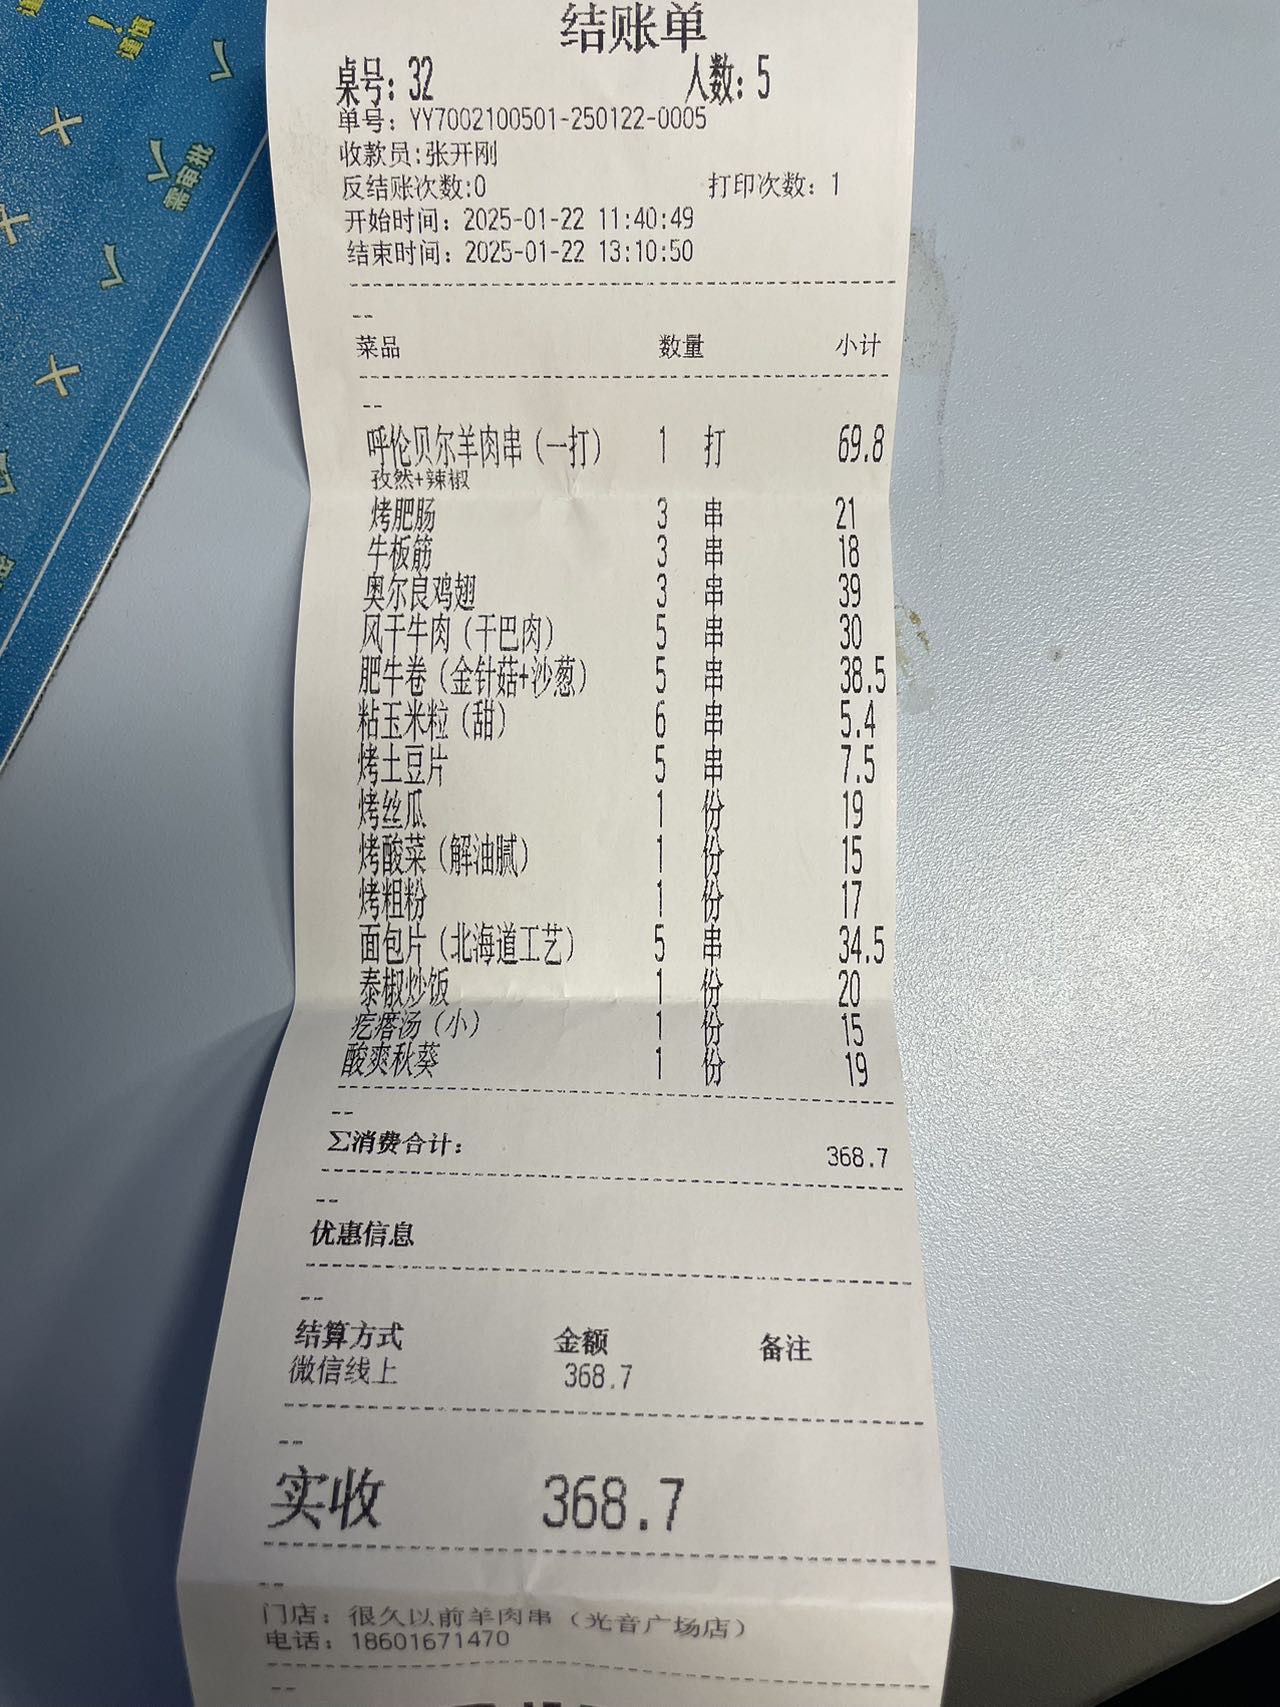 谨慎
需审批
结账单
桌号: 32 人数: 5
单号: YY7002100501-250122-0005
收款员:张开刚
反结账次数:0 打印次数: 1
开始时间: 2025-01-22 11:40:49
结束时间: 2025-01-22 13:10:50
--
菜品 数量 小计
--
呼伦贝尔羊肉串（一打） 1 打 69.8
孜然+辣椒
烤肥肠 3 串 21
牛板筋 3 串 18
奥尔良鸡翅 3 串 39
风干牛肉（干巴肉） 5 串 30
肥牛卷（金针菇+沙葱） 5 串 38.5
粘玉米粒（甜） 6 串 5.4
烤土豆片 5 串 7.5
烤丝瓜 1 份 19
烤酸菜（解油腻） 1 份 15
烤粗粉 1 份 17
面包片（北海道工艺） 5 串 34.5
泰椒炒饭 1 份 20
疙瘩汤（小） 1 份 15
酸爽秋葵 1 份 19
--
∑消费合计: 368.7
--
优惠信息
--
结算方式 金额 备注
微信线上 368.7
--
实收 368.7
--
门店: 很久以前羊肉串（光音广场店）
电话: 18601671470
--